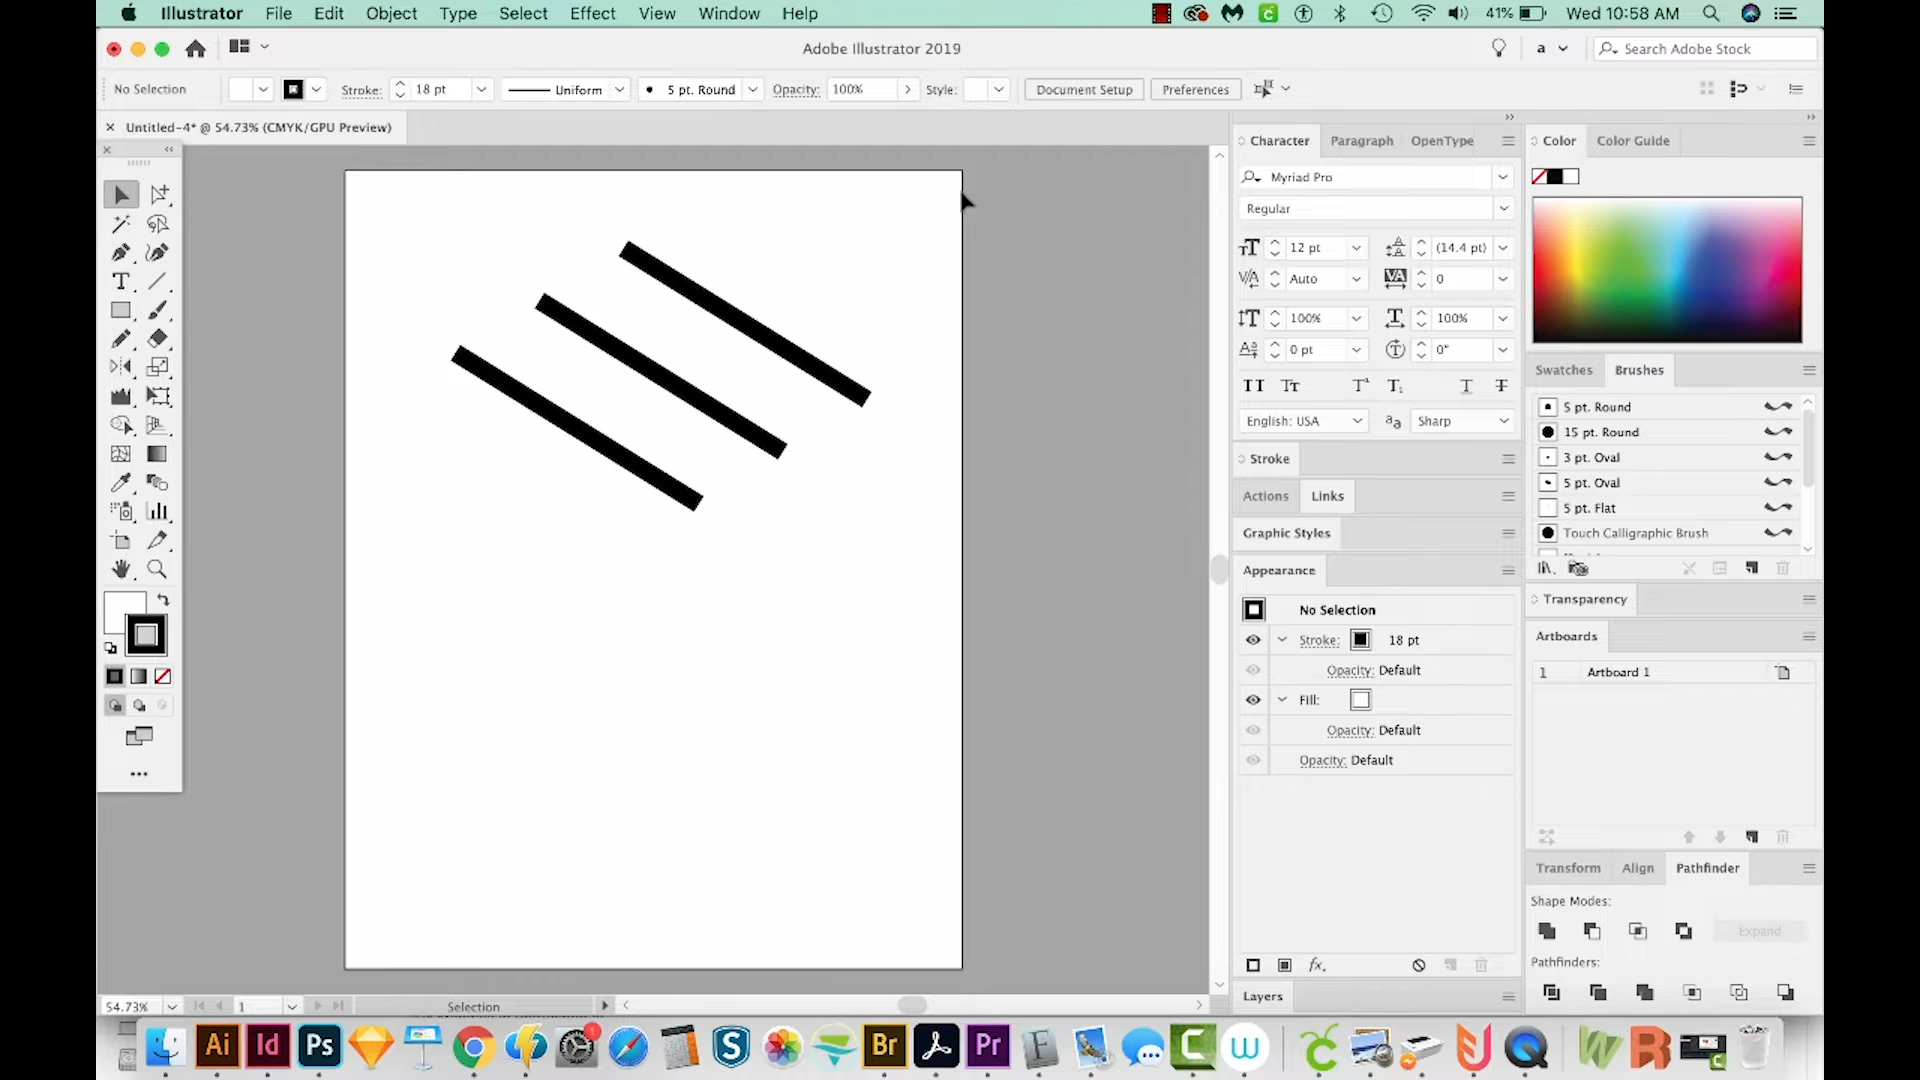 Illustrator File Edit Object Type Select Effect View Window Help 41% Wed 10:58 AM
Adobe Illustrator 2019 a Search Adobe Stock
No Selection Stroke: 18 pt Uniform 5 pt. Round Opacity: 100% Style: Document Setup Preferences
Untitled-4* @ 54.73% (CMYK/GPU Preview)
Character Paragraph OpenType
Myriad Pro
Regular
12 pt (14.4 pt)
Auto 0
100% 100%
0 pt 0°
English: USA Sharp
Stroke
Actions Links
Graphic Styles
Appearance
No Selection
Stroke: 18 pt
Opacity: Default
Fill:
Opacity: Default
Opacity: Default
fx
Layers
Color Color Guide
Swatches Brushes
5 pt. Round
15 pt. Round
3 pt. Oval
5 pt. Oval
5 pt. Flat
Touch Calligraphic Brush
Transparency
Artboards
1 Artboard 1
Transform Align Pathfinder
Shape Modes:
Expand
Pathfinders:
54.73% 1 Selection
Ai Id Ps S Br Pr